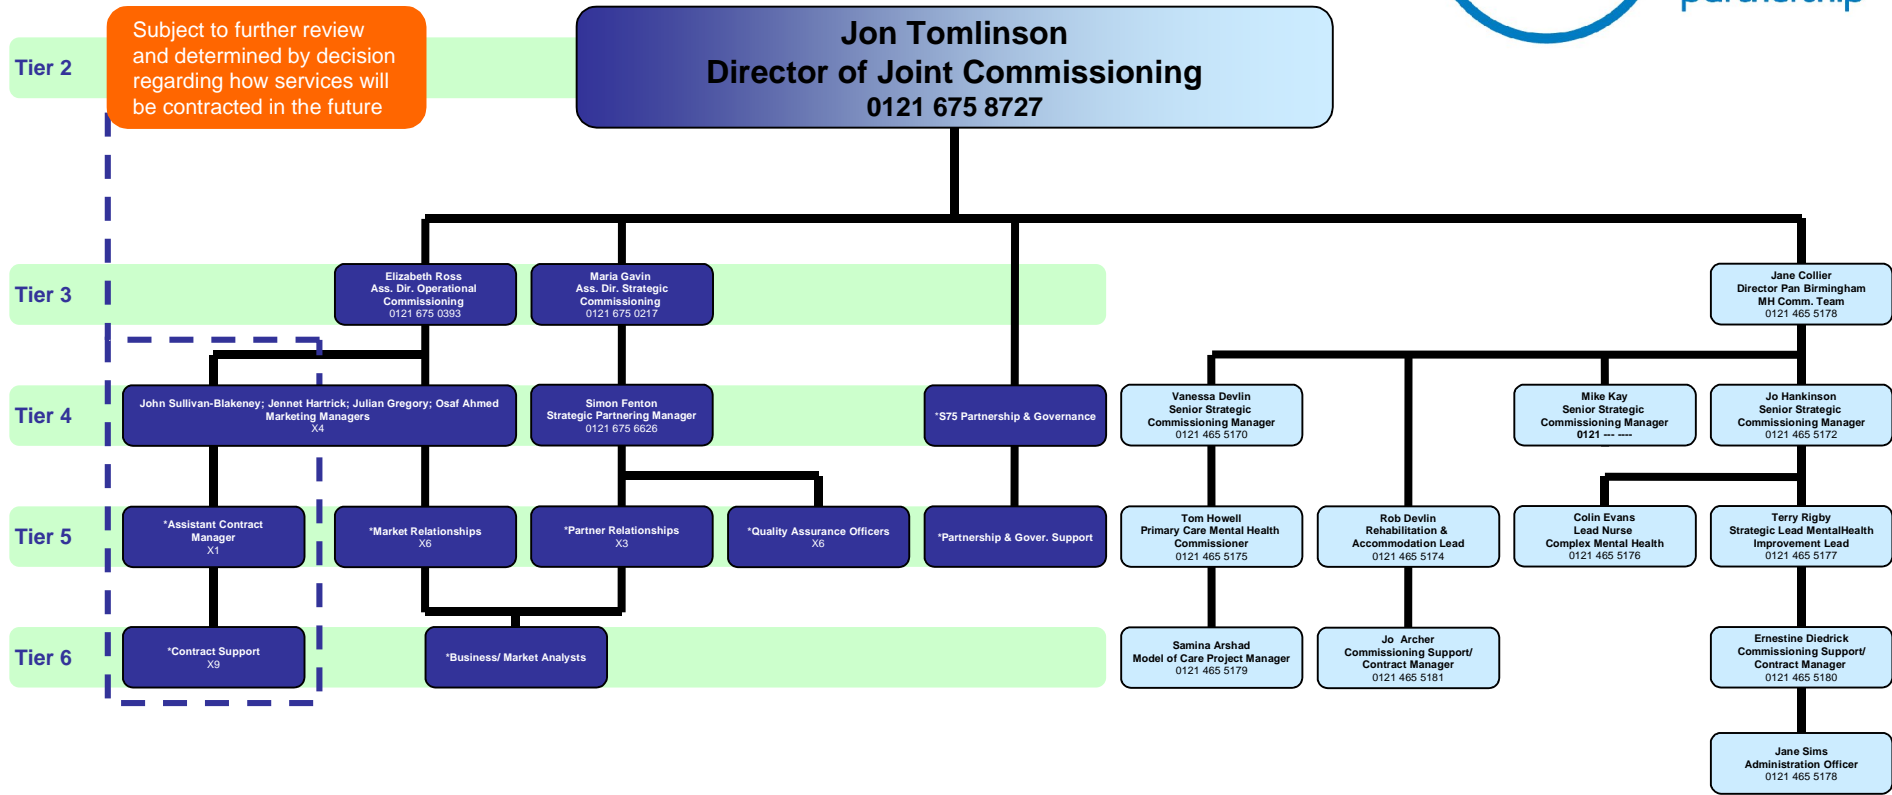 partnership
Subject to further review
and determined by decision
regarding how services will
be contracted in the future
Tier 2
Jon Tomlinson
Director of Joint Commissioning
0121 675 8727
Tier 3
Elizabeth Ross
Ass. Dir. Operational
Commissioning
0121 675 0393
Maria Gavin
Ass. Dir. Strategic
Commissioning
0121 675 0217
Jane Collier
Director Pan Birmingham
MH Comm. Team
0121 465 5178
Tier 4
John Sullivan-Blakeney; Jennet Hartrick; Julian Gregory; Osaf Ahmed
Marketing Managers
X4
Simon Fenton
Strategic Partnering Manager
0121 675 6626
*S75 Partnership & Governance
Vanessa Devlin
Senior Strategic
Commissioning Manager
0121 465 5170
Mike Kay
Senior Strategic
Commissioning Manager
0121 --- ----
Jo Hankinson
Senior Strategic
Commissioning Manager
0121 465 5172
Tier 5
*Assistant Contract
Manager
X1
*Market Relationships
X6
*Partner Relationships
X3
*Quality Assurance Officers
X6
*Partnership & Gover. Support
Tom Howell
Primary Care Mental Health
Commissioner
0121 465 5175
Rob Devlin
Rehabilitation &
Accommodation Lead
0121 465 5174
Colin Evans
Lead Nurse
Complex Mental Health
0121 465 5176
Terry Rigby
Strategic Lead MentalHealth
Improvement Lead
0121 465 5177
Tier 6
*Contract Support
X9
*Business/ Market Analysts
Samina Arshad
Model of Care Project Manager
0121 465 5179
Jo Archer
Commissioning Support/
Contract Manager
0121 465 5181
Ernestine Diedrick
Commissioning Support/
Contract Manager
0121 465 5180
Jane Sims
Administration Officer
0121 465 5178